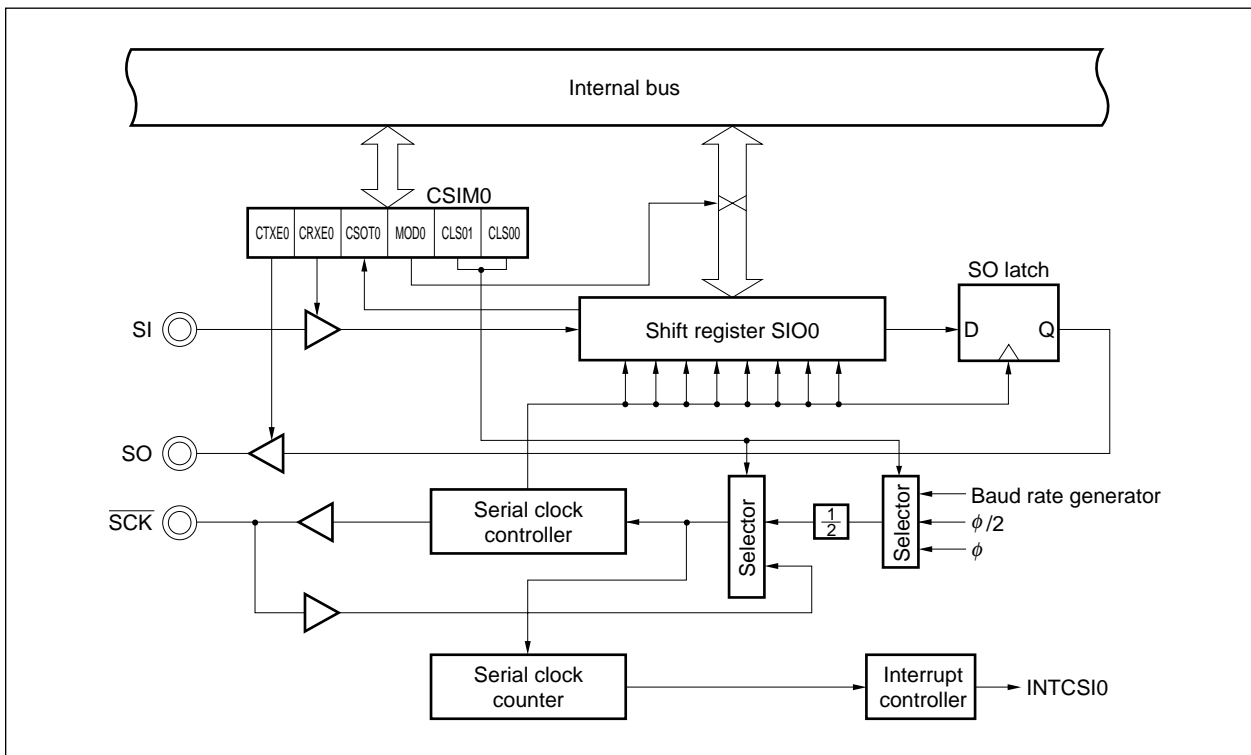 Internal bus
CSIM0
CTXE0 CRXE0 CSOT0 MOD0 CLS01 CLS00
SO latch
SI
Shift register SIO0
D Q
SO
SCK
Serial clock
controller
Selector
1
2
Selector
Baud rate generator
ϕ/2
ϕ
Serial clock
counter
Interrupt
controller
INTCSI0